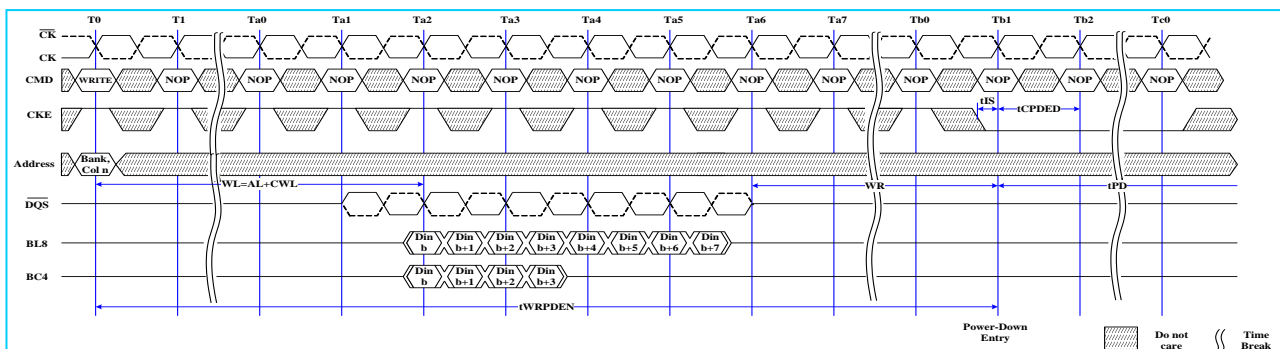 T0 T1 Ta0 Ta1 Ta2 Ta3 Ta4 Ta5 Ta6 Ta7 Tb0 Tb1 Tb2 Tc0
CK
CK
CMD WRITE NOP NOP NOP NOP NOP NOP NOP NOP NOP NOP NOP NOP NOP
tIS
CKE tCPDED
Address Bank,
Col n
WL=AL+CWL WR tPD
DQS
BL8 Din b Din b+1 Din b+2 Din b+3 Din b+4 Din b+5 Din b+6 Din b+7
BC4 Din b Din b+1 Din b+2 Din b+3
tWRPDEN
Power-Down
Entry
Do not
care
Time
Break